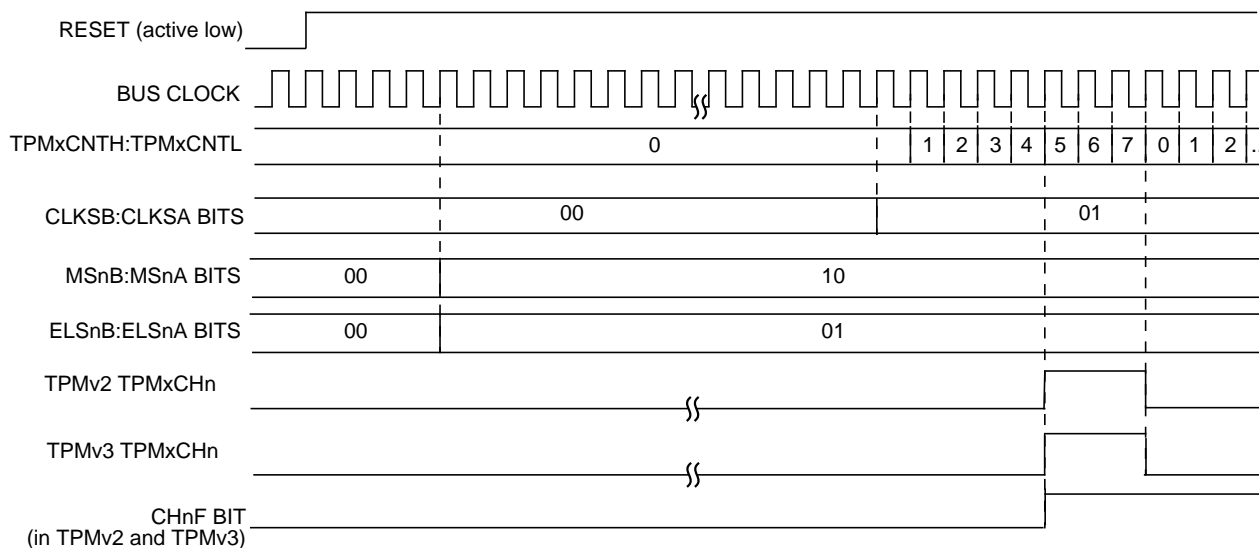 RESET (active low)
BUS CLOCK
TPMxCNTH:TPMxCNTL 0 1 2 3 4 5 6 7 0 1 2 ..
CLKSB:CLKSA BITS 00 01
MSnB:MSnA BITS 00 10
ELSnB:ELSnA BITS 00 01
TPMv2 TPMxCHn
TPMv3 TPMxCHn
CHnF BIT
(in TPMv2 and TPMv3)